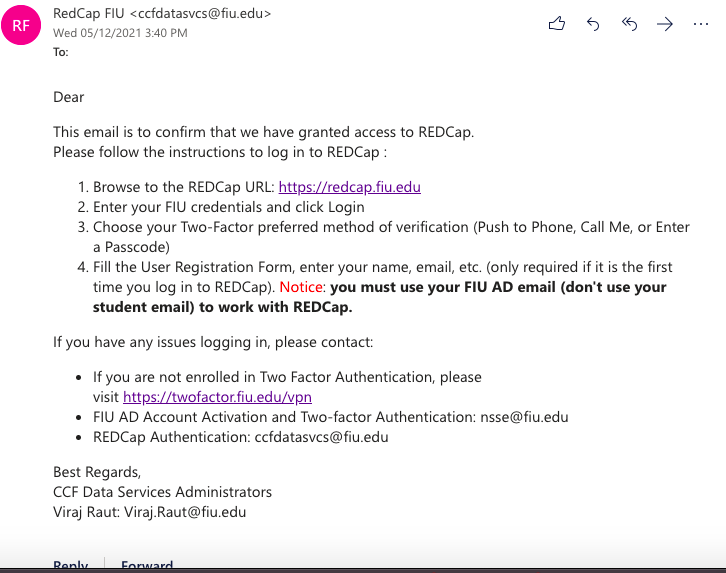 RF
RedCap FIU <ccfdatasvcs@fiu.edu>
Wed 05/12/2021 3:40 PM
To:
Dear
This email is to confirm that we have granted access to REDCap.
Please follow the instructions to log in to REDCap :
1. Browse to the REDCap URL: https://redcap.fiu.edu
2. Enter your FIU credentials and click Login
3. Choose your Two-Factor preferred method of verification (Push to Phone, Call Me, or Enter
a Passcode)
4. Fill the User Registration Form, enter your name, email, etc. (only required if it is the first
time you log in to REDCap). Notice: you must use your FIU AD email (don't use your
student email) to work with REDCap.
If you have any issues logging in, please contact:
• If you are not enrolled in Two Factor Authentication, please
visit https://twofactor.fiu.edu/vpn
• FIU AD Account Activation and Two-factor Authentication: nsse@fiu.edu
• REDCap Authentication: ccfdatasvcs@fiu.edu
Best Regards,
CCF Data Services Administrators
Viraj Raut: Viraj.Raut@fiu.edu
Reply Forward